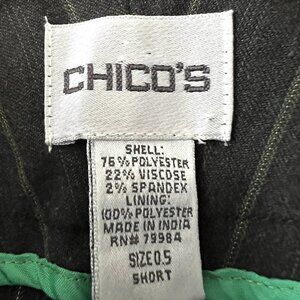 CHICO'S
SHELL:
76% POLYESTER
22% VISCOSE
2% SPANDEX
LINING:
100% POLYESTER
MADE IN INDIA
RN# 79984
SIZE 0.5
SHORT